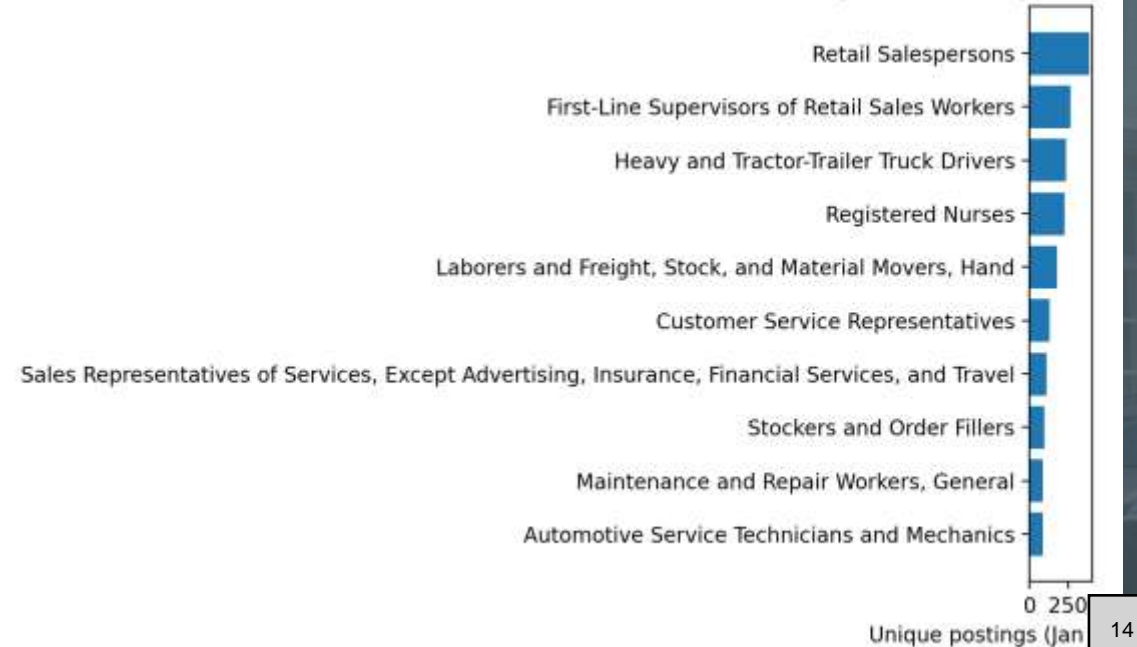 Retail Salespersons
First-Line Supervisors of Retail Sales Workers
Heavy and Tractor-Trailer Truck Drivers
Registered Nurses
Laborers and Freight, Stock, and Material Movers, Hand
Customer Service Representatives
Sales Representatives of Services, Except Advertising, Insurance, Financial Services, and Travel
Stockers and Order Fillers
Maintenance and Repair Workers, General
Automotive Service Technicians and Mechanics
0 250
Unique postings (Jan
14